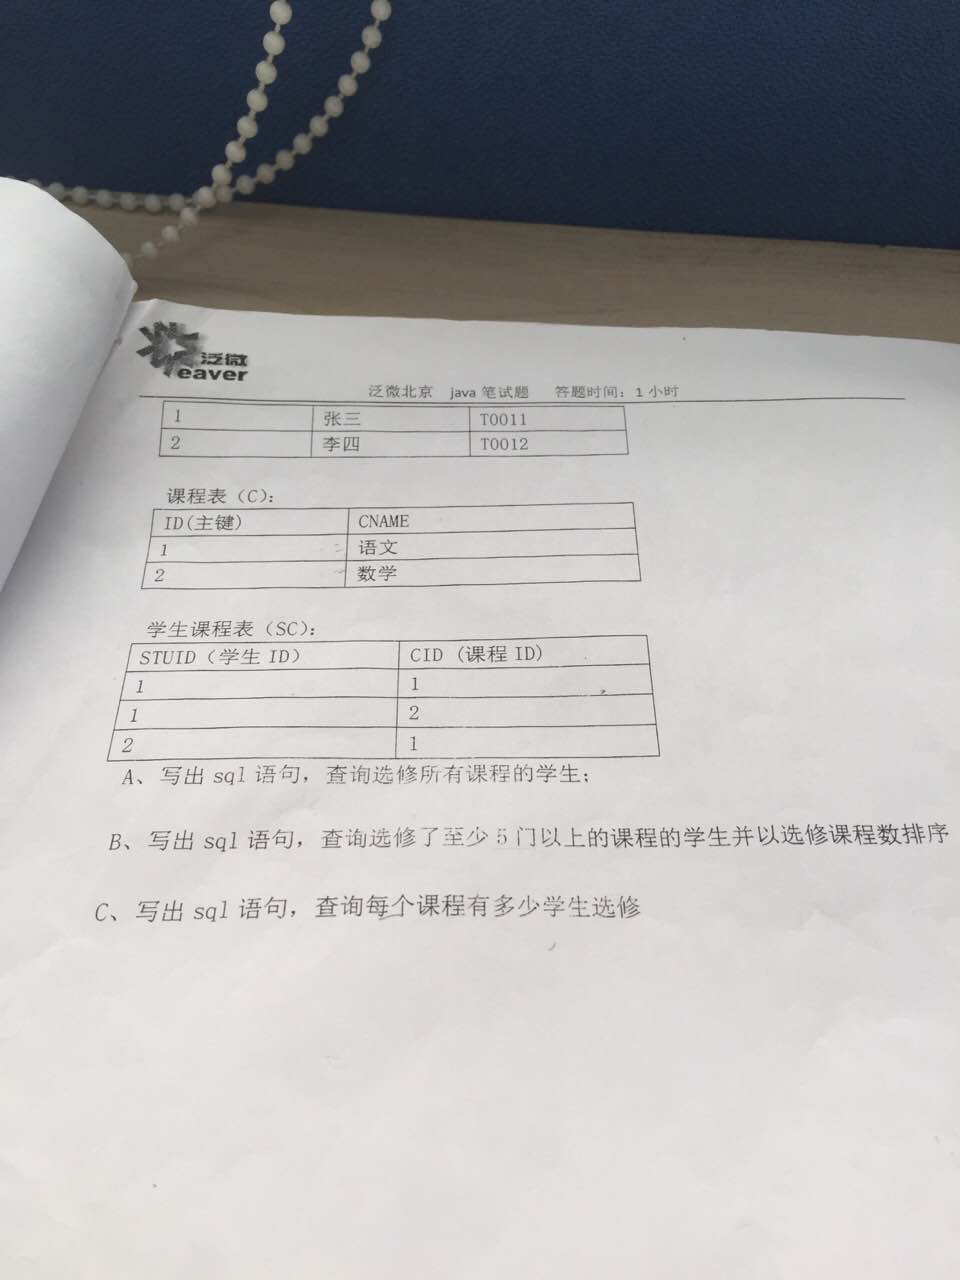 泛微
eaver
泛微北京 java 笔试题 答题时间：1 小时
1 张三 T0011
2 李四 T0012
课程表（C）：
ID(主键) CNAME
1 语文
2 数学
学生课程表（SC）：
STUID（学生 ID） CID（课程 ID)
1 1
1 2
2 1
A、写出 sql 语句，查询选修所有课程的学生；
B、写出 sql 语句，查询选修了至少 5 门以上的课程的学生并以选修课程数排序
C、写出 sql 语句，查询每个课程有多少学生选修